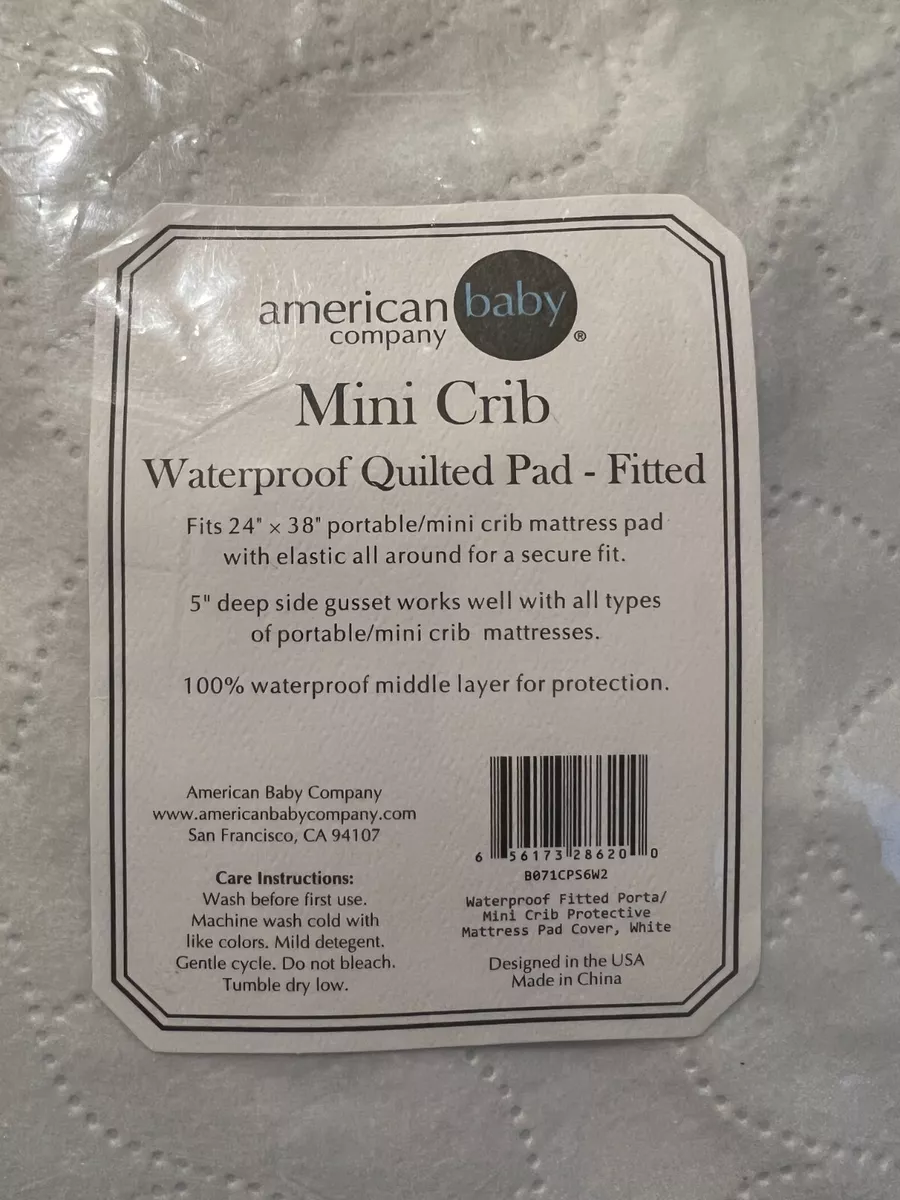 american baby
company ®
Mini Crib
Waterproof Quilted Pad - Fitted
Fits 24" × 38" portable/mini crib mattress pad
with elastic all around for a secure fit.
5" deep side gusset works well with all types
of portable/mini crib mattresses.
100% waterproof middle layer for protection.
American Baby Company
www.americanbabycompany.com
San Francisco, CA 94107
Care Instructions:
Wash before first use.
Machine wash cold with
like colors. Mild detegent.
Gentle cycle. Do not bleach.
Tumble dry low.
6 56173 28620 0
B071CPS6W2
Waterproof Fitted Porta/
Mini Crib Protective
Mattress Pad Cover, White
Designed in the USA
Made in China